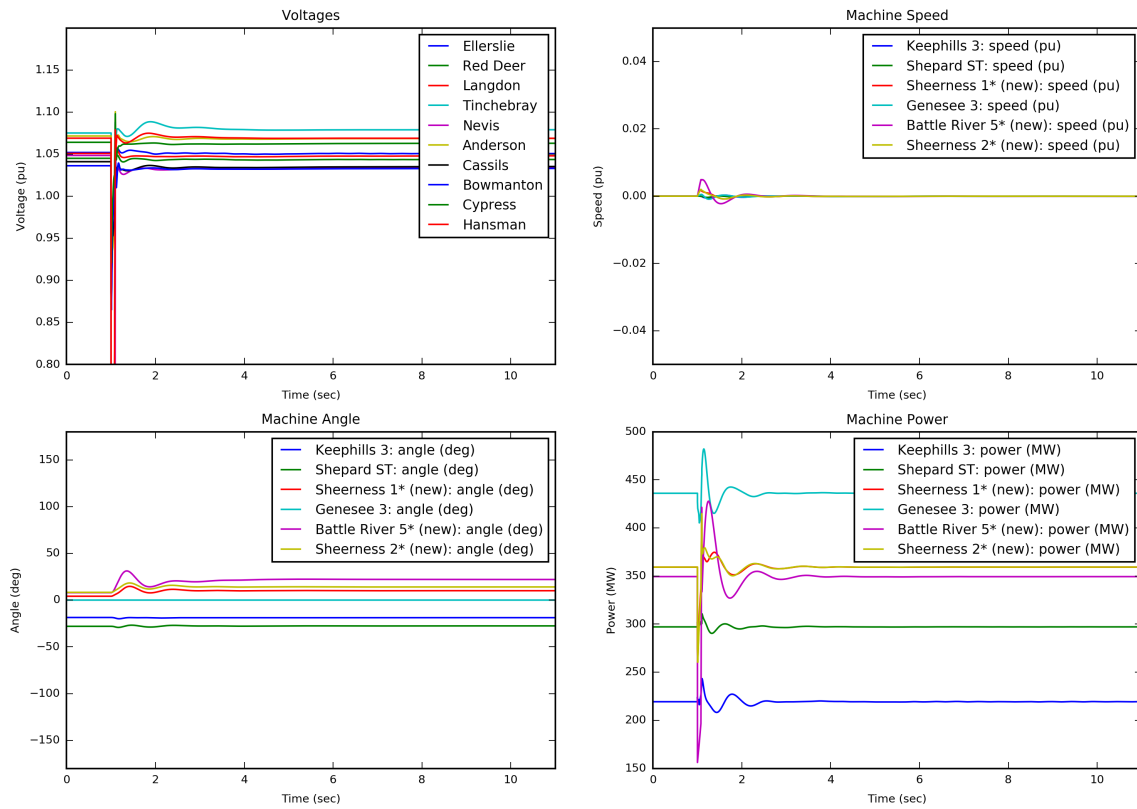 Voltages
1.15
1.10
1.05
1.00
0.95
0.90
0.85
0.80
Voltage (pu)
0 2 4 6 8 10
Time (sec)
Ellerslie
Red Deer
Langdon
Tinchebray
Nevis
Anderson
Cassils
Bowmanton
Cypress
Hansman
Machine Speed
0.04
0.02
0.00
−0.02
−0.04
Speed (pu)
0 2 4 6 8 10
Time (sec)
Keephills 3: speed (pu)
Shepard ST: speed (pu)
Sheerness 1* (new): speed (pu)
Genesee 3: speed (pu)
Battle River 5* (new): speed (pu)
Sheerness 2* (new): speed (pu)
Machine Angle
150
100
50
0
−50
−100
−150
Angle (deg)
0 2 4 6 8 10
Time (sec)
Keephills 3: angle (deg)
Shepard ST: angle (deg)
Sheerness 1* (new): angle (deg)
Genesee 3: angle (deg)
Battle River 5* (new): angle (deg)
Sheerness 2* (new): angle (deg)
Machine Power
500
450
400
350
300
250
200
150
Power (MW)
0 2 4 6 8 10
Time (sec)
Keephills 3: power (MW)
Shepard ST: power (MW)
Sheerness 1* (new): power (MW)
Genesee 3: power (MW)
Battle River 5* (new): power (MW)
Sheerness 2* (new): power (MW)